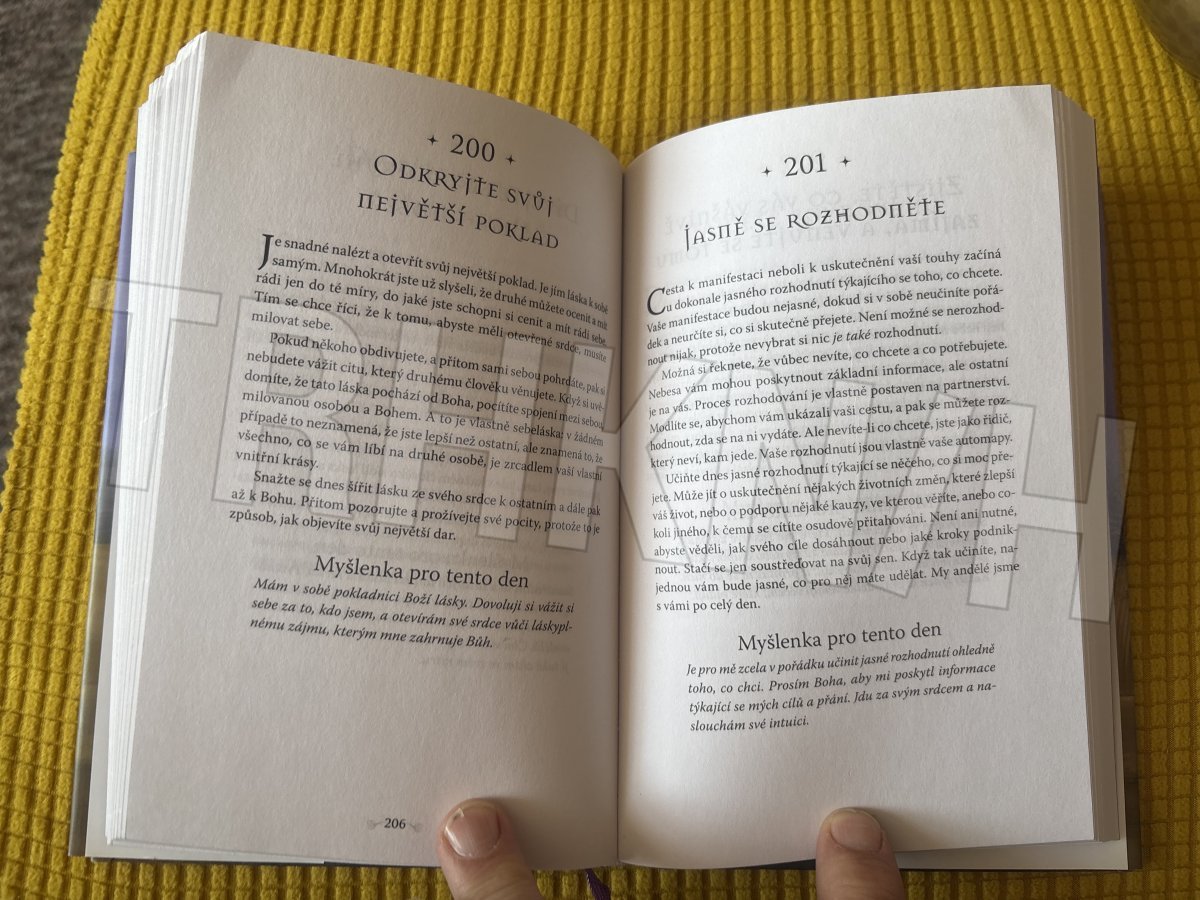 200
Odkryjte svůj
největší poklad
Je snadné nalézt a otevřít svůj největší poklad. Je jím láska k sobě
samým. Mnohokrát jste už slyšeli, že druhé můžete ocenit a mít
rádi jen do té míry, do jaké jste schopni si cenit a mít rádi sebe.
Tím se chce říci, že k tomu, abyste měli otevřené srdce, musíte
milovat sebe.
Pokud někoho obdivujete, a přitom sami sebou pohrdáte, pak si
nebudete vážit citu, který druhému člověku věnujete. Když si uvě-
domíte, že tato láska pochází od Boha, pocítíte spojení mezi sebou,
milovanou osobou a Bohem. A to je vlastně sebeláska: v žádném
případě to neznamená, že jste lepší než ostatní, ale znamená to, že
všechno, co se vám líbí na druhé osobě, je zrcadlem vaší vlastní
vnitřní krásy.
Snažte se dnes šířit lásku ze svého srdce k ostatním a dále pak
až k Bohu. Přitom pozorujte a prožívejte své pocity, protože to je
způsob, jak objevíte svůj největší dar.
Myšlenka pro tento den
Mám v sobě pokladnici Boží lásky. Dovoluji si vážit si
sebe za to, kdo jsem, a otevírám své srdce vůči láskypl-
nému zájmu, kterým mne zahrnuje Bůh.
206
201
Jasně se rozhodněte
Cesta k manifestaci neboli k uskutečnění vaší touhy začíná
u dokonale jasného rozhodnutí týkajícího se toho, co chcete.
Vaše manifestace budou nejasné, dokud si v sobě neučiníte pořá-
dek a neurčíte si, co si skutečně přejete. Není možné se nerozhod-
nout nijak, protože nevybrat si nic je také rozhodnutí.
Možná si řeknete, že vůbec nevíte, co chcete a co potřebujete.
Nebesa vám mohou poskytnout základní informace, ale ostatní
je na vás. Proces rozhodování je vlastně postaven na partnerství.
Modlíte se, abychom vám ukázali vaši cestu, a pak se můžete roz-
hodnout, zda se na ni vydáte. Ale nevíte-li co chcete, jste jako řidič,
který neví, kam jede. Vaše rozhodnutí jsou vlastně vaše automapy.
Učiňte dnes jasné rozhodnutí týkající se něčeho, co si moc pře-
jete. Může jít o uskutečnění nějakých životních změn, které zlepší
váš život, nebo o podporu nějaké kauzy, ve kterou věříte, anebo co-
koli jiného, k čemu se cítíte osudově přitahováni. Není ani nutné,
abyste věděli, jak svého cíle dosáhnout nebo jaké kroky podnik-
nout. Stačí se jen soustředovat na svůj sen. Když tak učiníte, na-
jednou vám bude jasné, co pro něj máte udělat. My andělé jsme
s vámi po celý den.
Myšlenka pro tento den
Je pro mě zcela v pořádku učinit jasné rozhodnutí ohledně
toho, co chci. Prosím Boha, aby mi poskytl informace
týkající se mých cílů a přání. Jdu za svým srdcem a na-
slouchám své intuici.
TRHKNIH